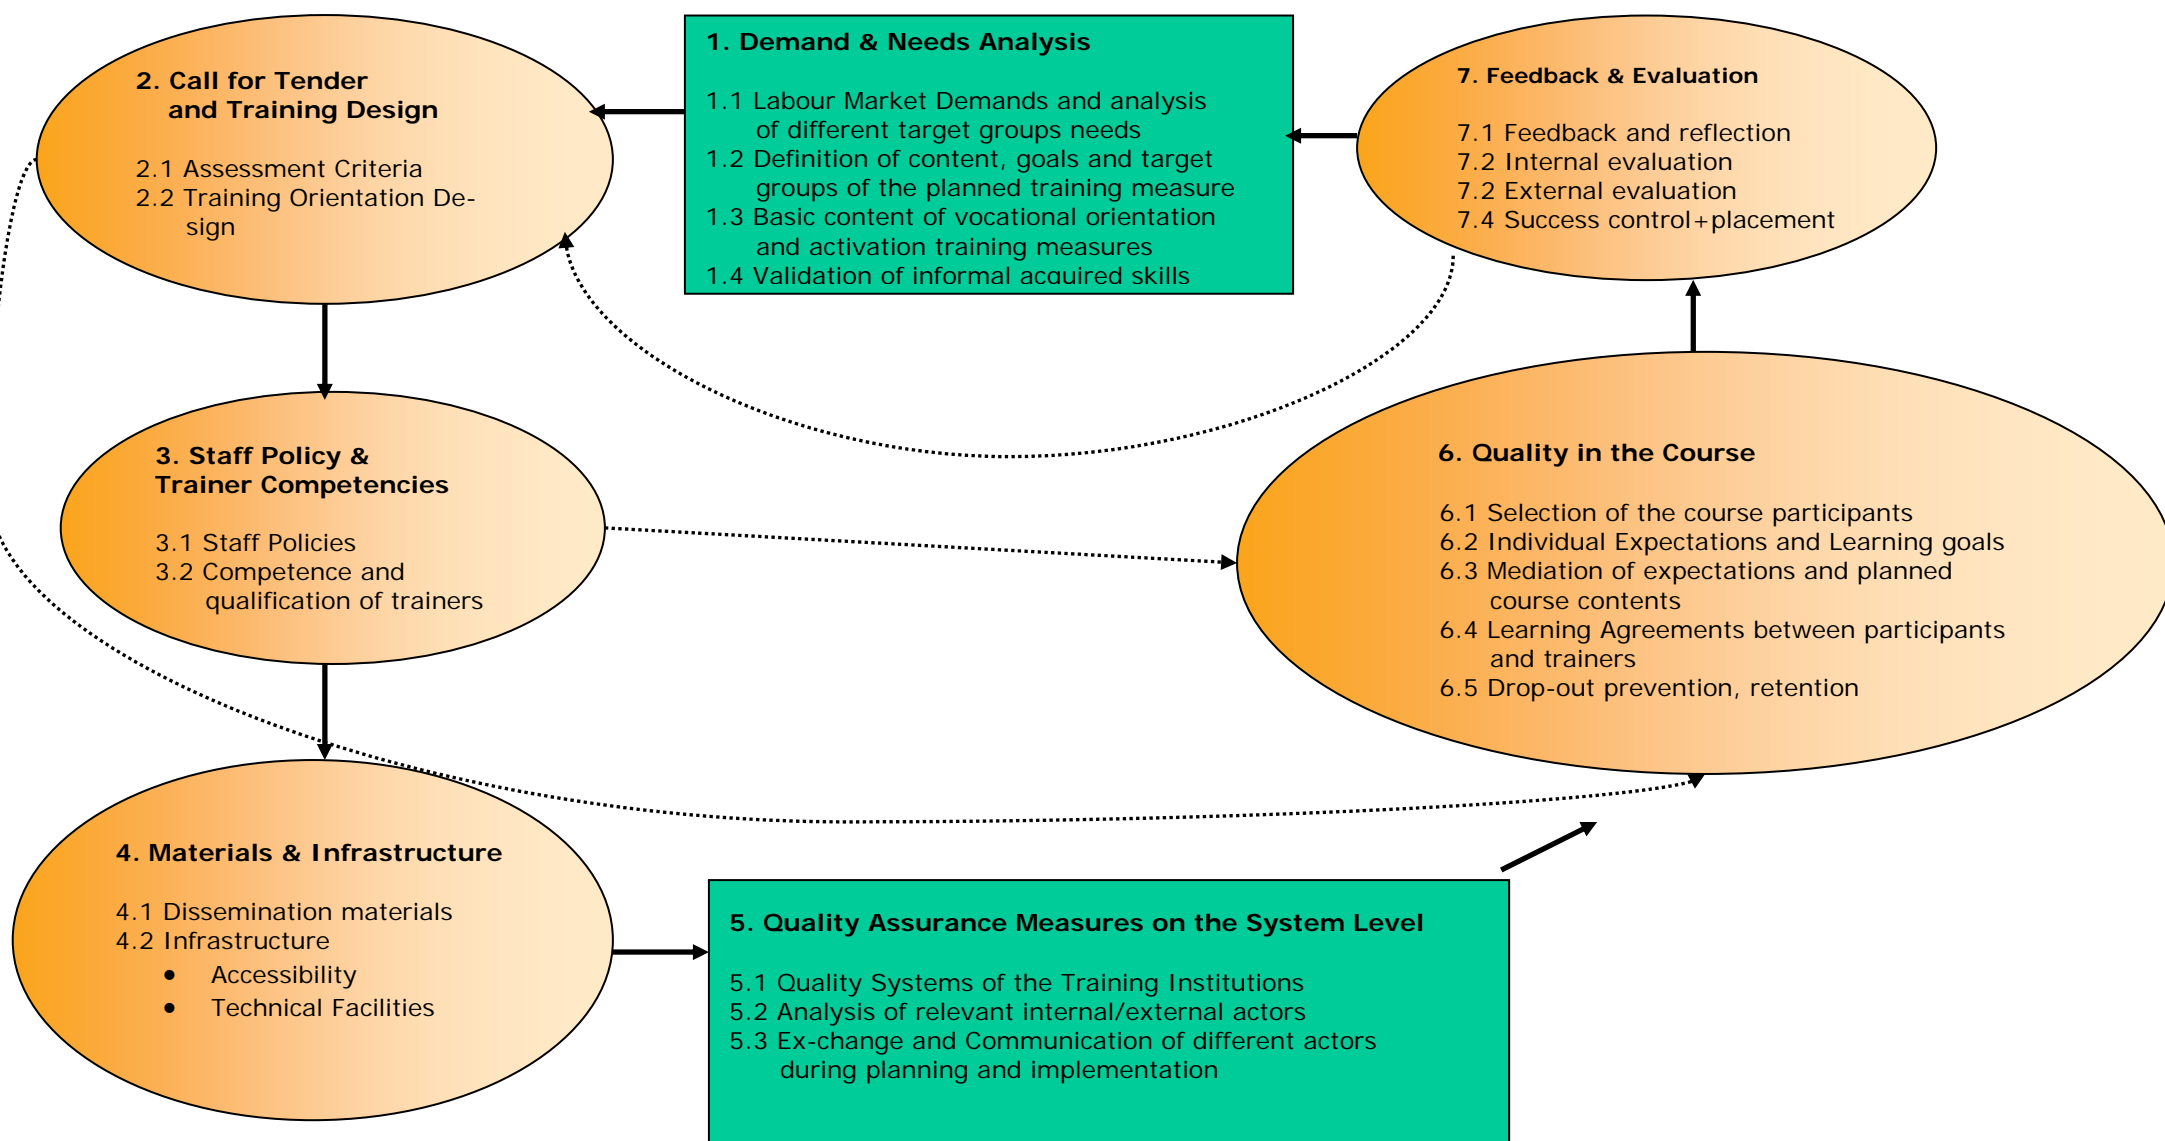 1. Demand & Needs Analysis
1.1 Labour Market Demands and analysis
of different target groups needs
1.2 Definition of content, goals and target
groups of the planned training measure
1.3 Basic content of vocational orientation
and activation training measures
1.4 Validation of informal acquired skills
2. Call for Tender
and Training Design
2.1 Assessment Criteria
2.2 Training Orientation De-
sign
3. Staff Policy &
Trainer Competencies
3.1 Staff Policies
3.2 Competence and
qualification of trainers
4. Materials & Infrastructure
4.1 Dissemination materials
4.2 Infrastructure
• Accessibility
• Technical Facilities
5. Quality Assurance Measures on the System Level
5.1 Quality Systems of the Training Institutions
5.2 Analysis of relevant internal/external actors
5.3 Ex-change and Communication of different actors
during planning and implementation
6. Quality in the Course
6.1 Selection of the course participants
6.2 Individual Expectations and Learning goals
6.3 Mediation of expectations and planned
course contents
6.4 Learning Agreements between participants
and trainers
6.5 Drop-out prevention, retention
7. Feedback & Evaluation
7.1 Feedback and reflection
7.2 Internal evaluation
7.2 External evaluation
7.4 Success control+placement